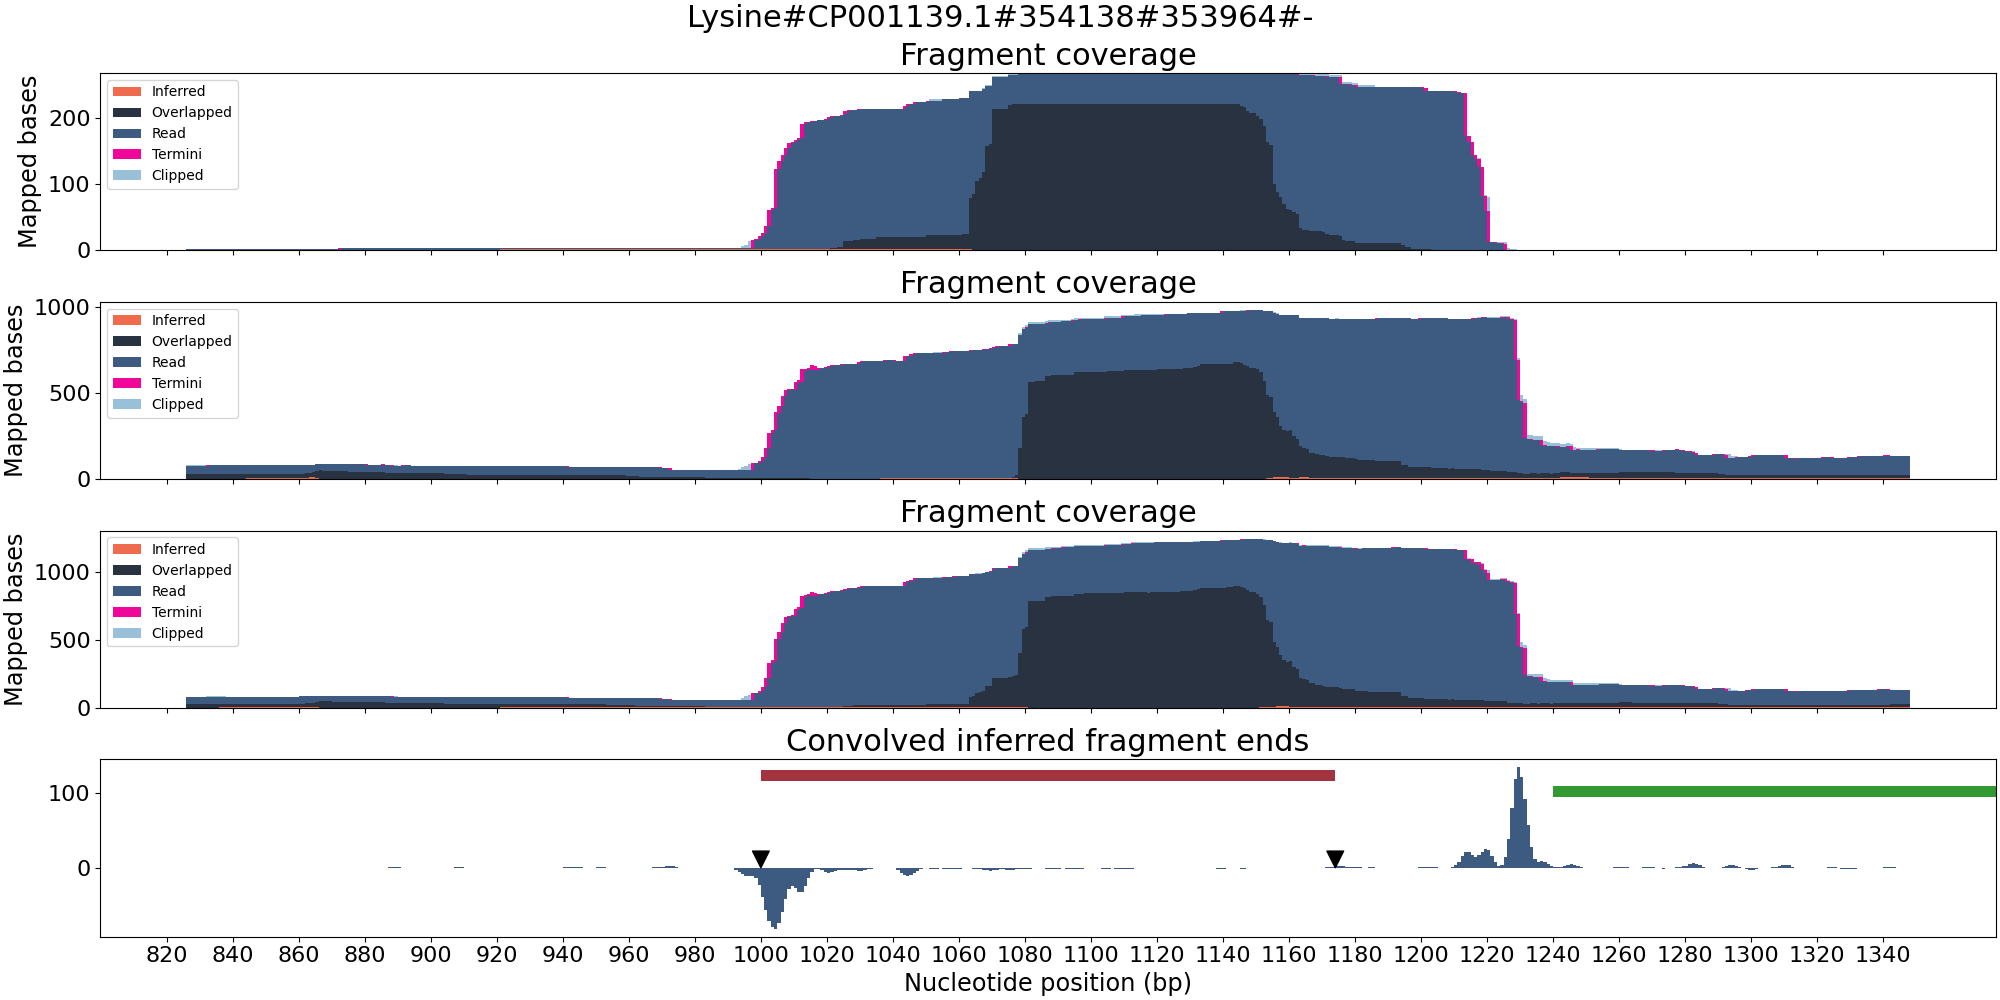 Lysine#CP001139.1#354138#353964#-
Fragment coverage
Mapped bases
200
100
0
Inferred
Overlapped
Read
Termini
Clipped
Fragment coverage
Mapped bases
1000
500
0
Inferred
Overlapped
Read
Termini
Clipped
Fragment coverage
Mapped bases
1000
500
0
Inferred
Overlapped
Read
Termini
Clipped
Convolved inferred fragment ends
100
0
820 840 860 880 900 920 940 960 980 1000 1020 1040 1060 1080 1100 1120 1140 1160 1180 1200 1220 1240 1260 1280 1300 1320 1340
Nucleotide position (bp)